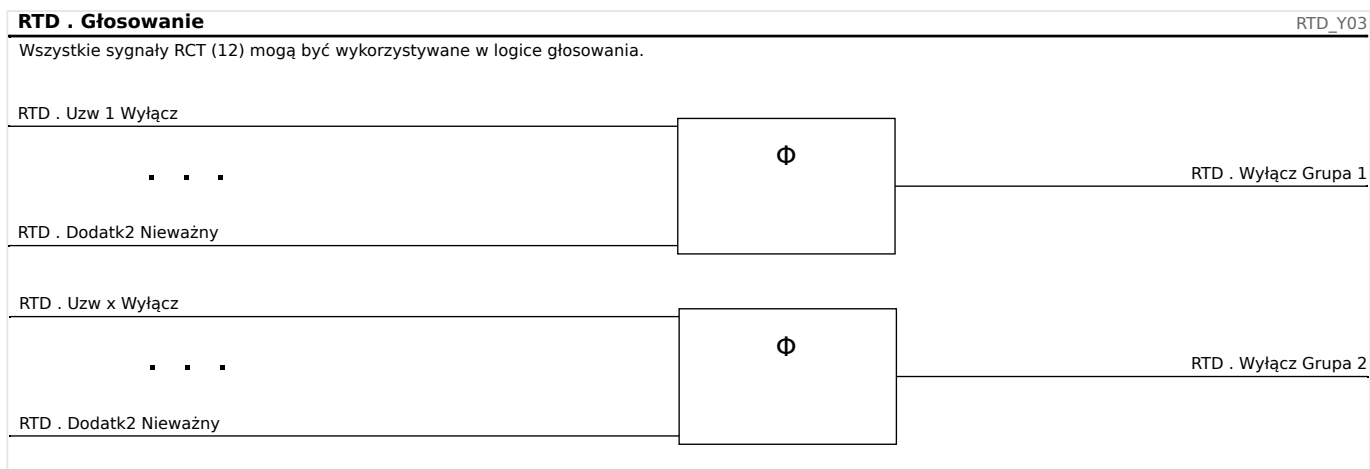 RTD . Głosowanie
RTD_Y03
Wszystkie sygnały RCT (12) mogą być wykorzystywane w logice głosowania.
RTD . Uzw 1 Wyłącz
Φ
. . .
RTD . Wyłącz Grupa 1
RTD . Dodatk2 Nieważny
RTD . Uzw x Wyłącz
Φ
. . .
RTD . Wyłącz Grupa 2
RTD . Dodatk2 Nieważny